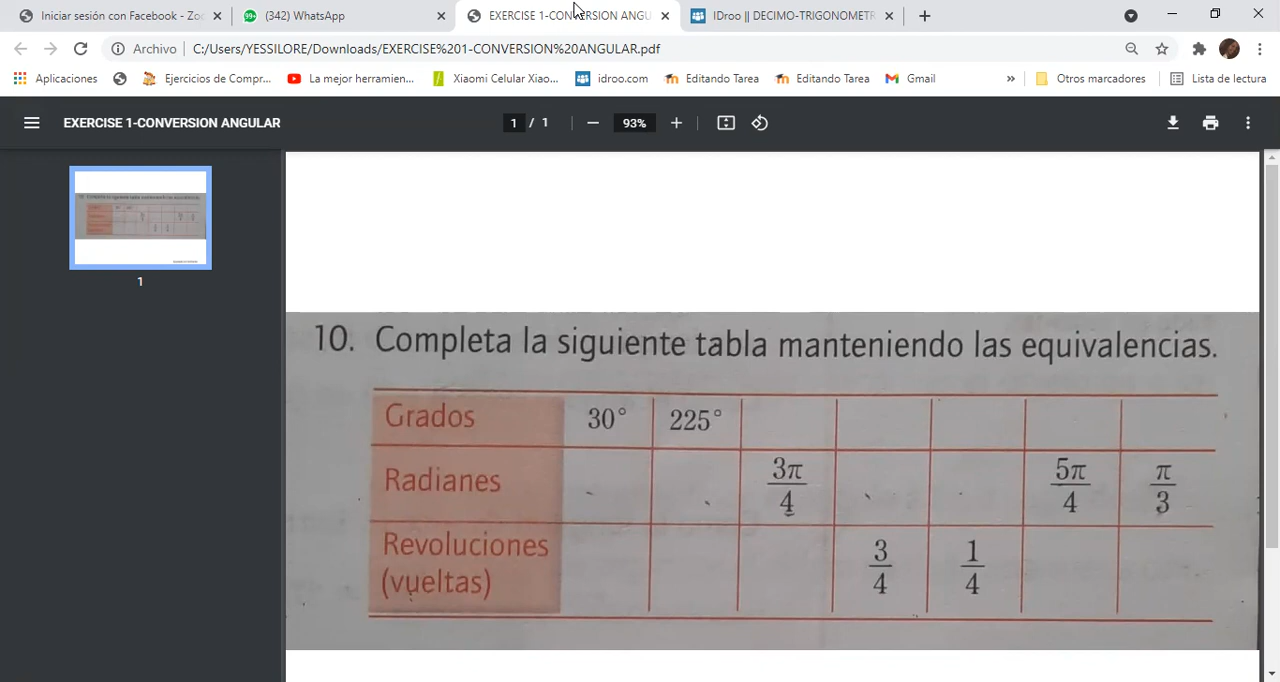 Iniciar sesión con Facebook - Zoo
(342) WhatsApp
EXERCISE 1-CONVERSION ANGU
IDroo || DECIMO-TRIGONOMETR
Archivo | C:/Users/YESSILORE/Downloads/EXERCISE%201-CONVERSION%20ANGULAR.pdf
Aplicaciones
Ejercicios de Compr...
La mejor herramien...
Xiaomi Celular Xiao...
idroo.com
Editando Tarea
Editando Tarea
Gmail
»
Otros marcadores
Lista de lectura
EXERCISE 1-CONVERSION ANGULAR
1 / 1
93%
1
10. Completa la siguiente tabla manteniendo las equivalencias.
Grados 30° 225°
Radianes 3π/4 5π/4 π/3
Revoluciones 3/4 1/4
(vueltas)